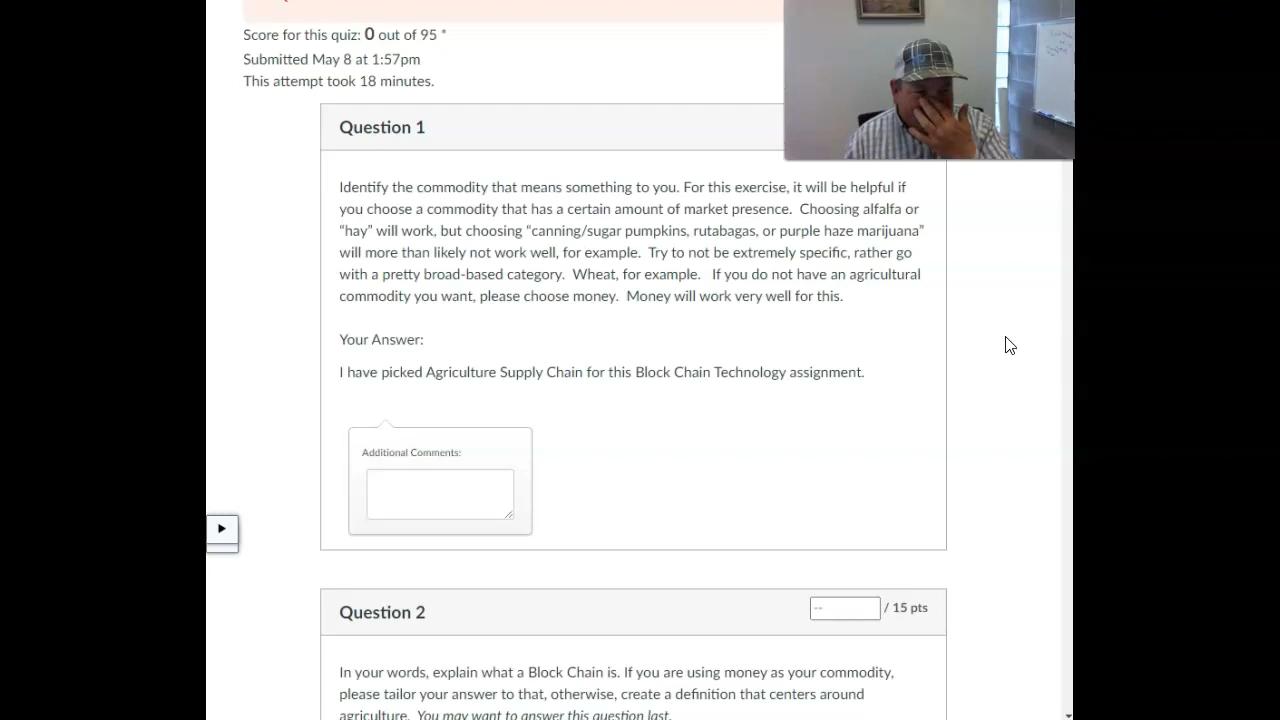 Score for this quiz: 0 out of 95 *
Submitted May 8 at 1:57pm
This attempt took 18 minutes.
Question 1
Identify the commodity that means something to you. For this exercise, it will be helpful if
you choose a commodity that has a certain amount of market presence. Choosing alfalfa or
“hay” will work, but choosing “canning/sugar pumpkins, rutabagas, or purple haze marijuana”
will more than likely not work well, for example. Try to not be extremely specific, rather go
with a pretty broad-based category. Wheat, for example. If you do not have an agricultural
commodity you want, please choose money. Money will work very well for this.
Your Answer:
I have picked Agriculture Supply Chain for this Block Chain Technology assignment.
Additional Comments:
Question 2
-- / 15 pts
In your words, explain what a Block Chain is. If you are using money as your commodity,
please tailor your answer to that, otherwise, create a definition that centers around
agriculture. You may want to answer this question last.